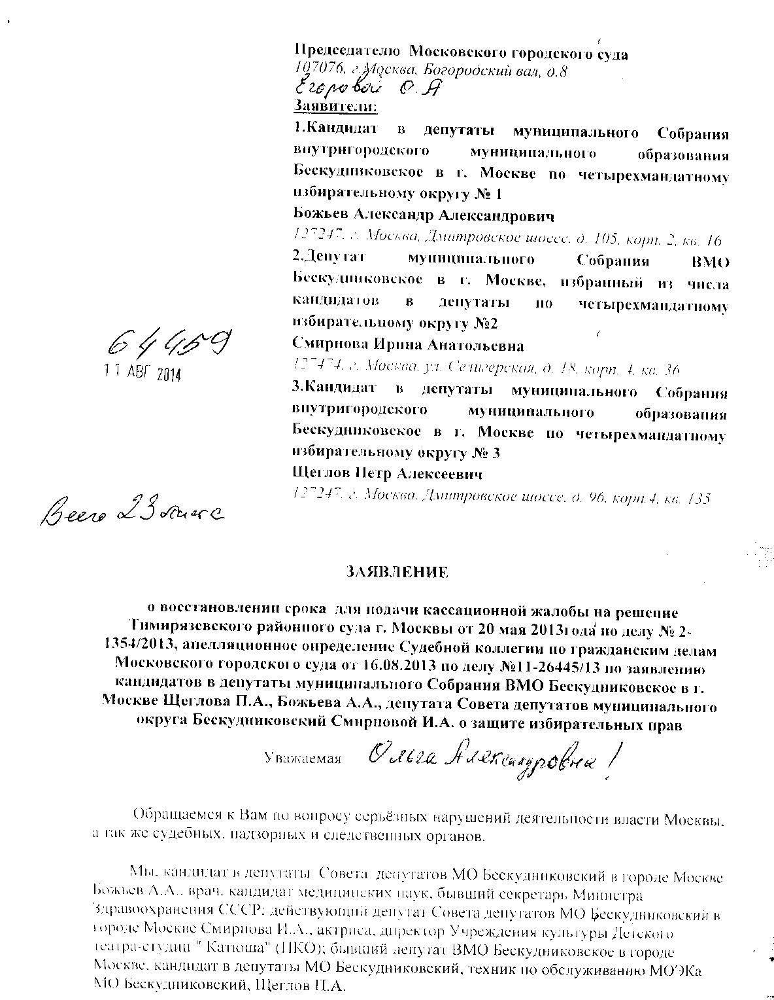 Председателю Московского городского суда
107076, г.Москва, Богородский вал, д.8
Егоровой О.А
Заявители:
1.Кандидат в депутаты муниципального Собрания
внутригородского муниципального образования
Бескудниковское в г. Москве по четырехмандатному
избирательному округу № 1
Божьев Александр Александрович
127247, г. Москва, Дмитровское шоссе, д. 105, корп. 2, кв. 16
2.Депутат муниципального Собрания ВМО
Бескудниковское в г. Москве, избранный из числа
кандидатов в депутаты по четырехмандатному
избирательному округу №2
Смирнова Ирина Анатольевна
127474, г. Москва, ул. Селигерская, д. 18, корп. 4, кв. 36
3.Кандидат в депутаты муниципального Собрания
внутригородского муниципального образования
Бескудниковское в г. Москве по четырехмандатному
избирательному округу № 3
Щеглов Петр Алексеевич
127247, г. Москва, Дмитровское шоссе, д. 96, корп.4, кв. 135
64459
11 АВГ 2014
Всего 23 листа
ЗАЯВЛЕНИЕ
о восстановлении срока для подачи кассационной жалобы на решение
Тимирязевского районного суда г. Москвы от 20 мая 2013года по делу № 2-
1354/2013, апелляционное определение Судебной коллегии по гражданским делам
Московского городского суда от 16.08.2013 по делу №11-26445/13 по заявлению
кандидатов в депутаты муниципального Собрания ВМО Бескудниковское в г.
Москве Щеглова П.А., Божьева А.А., депутата Совета депутатов муниципального
округа Бескудниковский Смирновой И.А. о защите избирательных прав
Уважаемая Ольга Александровна!
Обращаемся к Вам по вопросу серьёзных нарушений деятельности власти Москвы,
а так же судебных, надзорных и следственных органов.
Мы, кандидат в депутаты Совета депутатов МО Бескудниковский в городе Москве
Божьев А.А., врач, кандидат медицинских наук, бывший секретарь Министра
Здравоохранения СССР; действующий депутат Совета депутатов МО Бескудниковский в
городе Москве Смирнова И.А., актриса, директор Учреждения культуры Детского
театра-студии " Катюша" (НКО); бывший депутат ВМО Бескудниковское в городе
Москве, кандидат в депутаты МО Бескудниковский, техник по обслуживанию МОЭКа
МО Бескудниковский, Щеглов П.А.